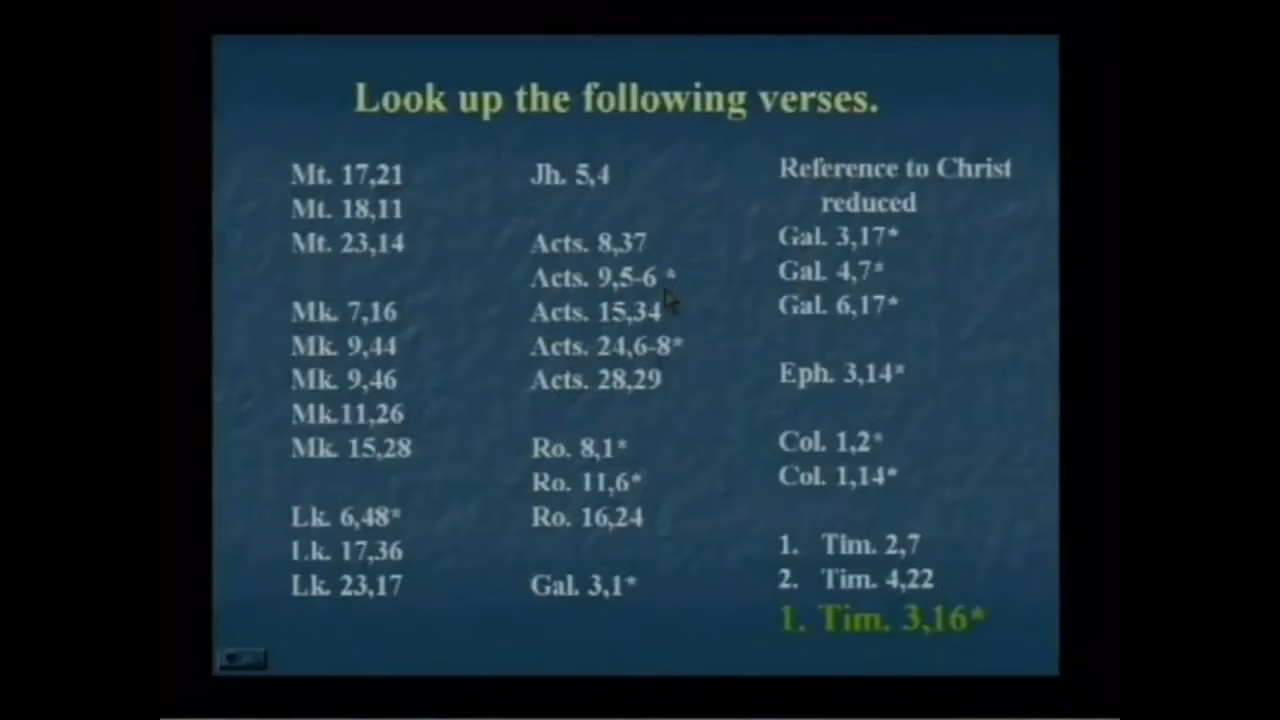 Look up the following verses.
Mt. 17,21
Mt. 18,11
Mt. 23,14
Mk. 7,16
Mk. 9,44
Mk. 9,46
Mk.11,26
Mk. 15,28
Lk. 6,48*
Lk. 17,36
Lk. 23,17
Jh. 5,4
Acts. 8,37
Acts. 9,5-6 *
Acts. 15,34
Acts. 24,6-8*
Acts. 28,29
Ro. 8,1*
Ro. 11,6*
Ro. 16,24
Gal. 3,1*
Reference to Christ
reduced
Gal. 3,17*
Gal. 4,7*
Gal. 6,17*
Eph. 3,14*
Col. 1,2*
Col. 1,14*
1. Tim. 2,7
2. Tim. 4,22
1. Tim. 3,16*